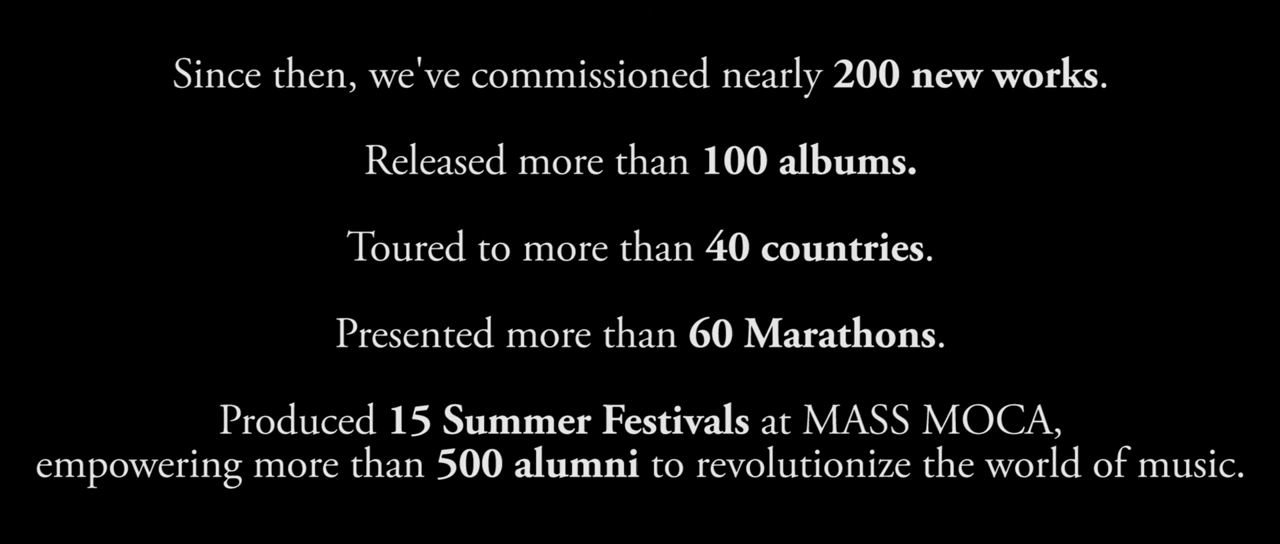 Since then, we've commissioned nearly 200 new works.
Released more than 100 albums.
Toured to more than 40 countries.
Presented more than 60 Marathons.
Produced 15 Summer Festivals at MASS MOCA,
empowering more than 500 alumni to revolutionize the world of music.